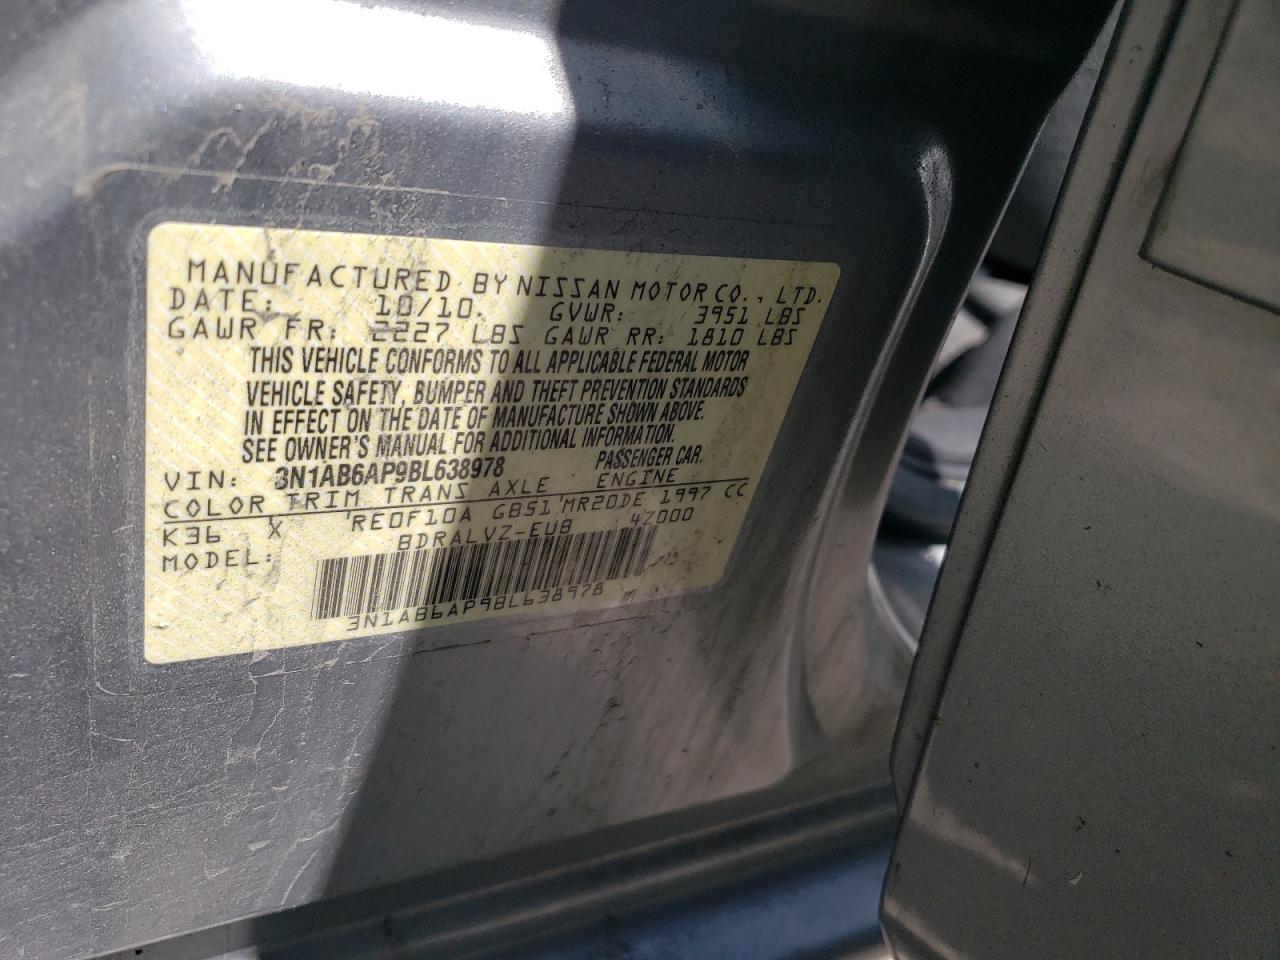 MANUFACTURED BY NISSAN MOTOR CO., LTD.
DATE: 10/10. GVWR: 3951 LBS
GAWR FR: 2227 LBS GAWR RR: 1810 LBS
THIS VEHICLE CONFORMS TO ALL APPLICABLE FEDERAL MOTOR
VEHICLE SAFETY, BUMPER AND THEFT PREVENTION STANDARDS
IN EFFECT ON THE DATE OF MANUFACTURE SHOWN ABOVE.
SEE OWNER'S MANUAL FOR ADDITIONAL INFORMATION.
VIN: 3N1AB6AP9BL638978 PASSENGER CAR.
COLOR TRIM TRANS AXLE ENGINE
K36 X RE0F10A GB51 MR20DE 1997 CC
MODEL: BDRALVZ-EUB 4Z000
3N1AB6AP9BL638978